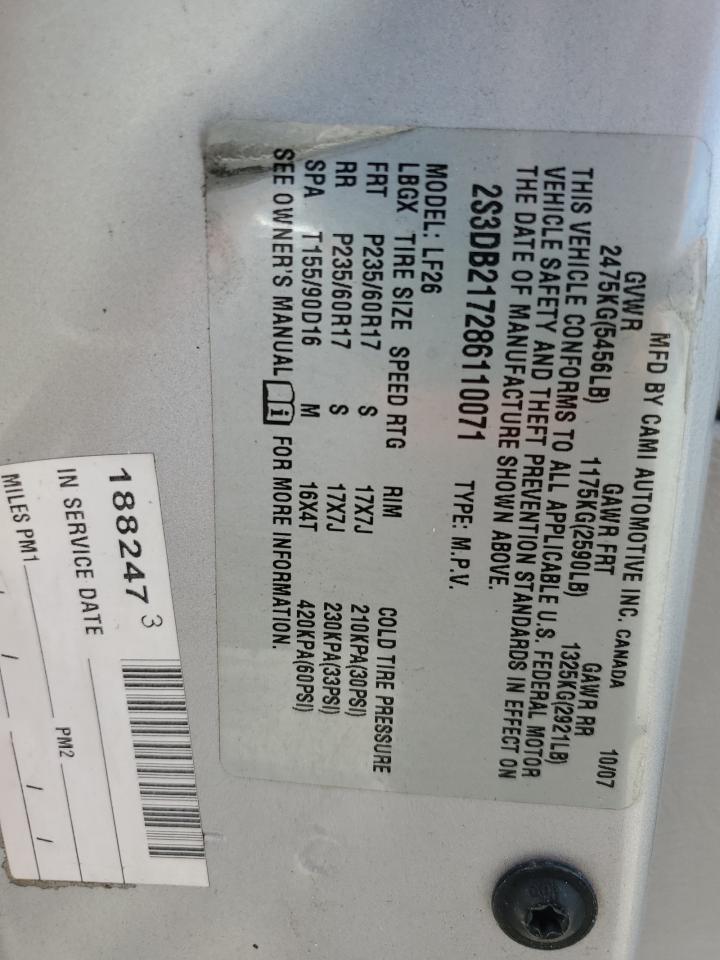 MFD BY CAMI AUTOMOTIVE INC. CANADA 10/07
GVWR GAWR FRT GAWR RR
2475KG(5456LB) 1175KG(2590LB) 1325KG(2921LB)
THIS VEHICLE CONFORMS TO ALL APPLICABLE U.S. FEDERAL MOTOR
VEHICLE SAFETY AND THEFT PREVENTION STANDARDS IN EFFECT ON
THE DATE OF MANUFACTURE SHOWN ABOVE.
2S3DB217286110071 TYPE: M.P.V.
MODEL: LF26
LBGX TIRE SIZE SPEED RTG RIM COLD TIRE PRESSURE
FRT P235/60R17 S 17X7J 210KPA(30PSI)
RR P235/60R17 S 17X7J 230KPA(33PSI)
SPA T155/90D16 M 16X4T 420KPA(60PSI)
SEE OWNER'S MANUAL i FOR MORE INFORMATION.
188247 3
IN SERVICE DATE
MILES PM1 PM2
/ / / /